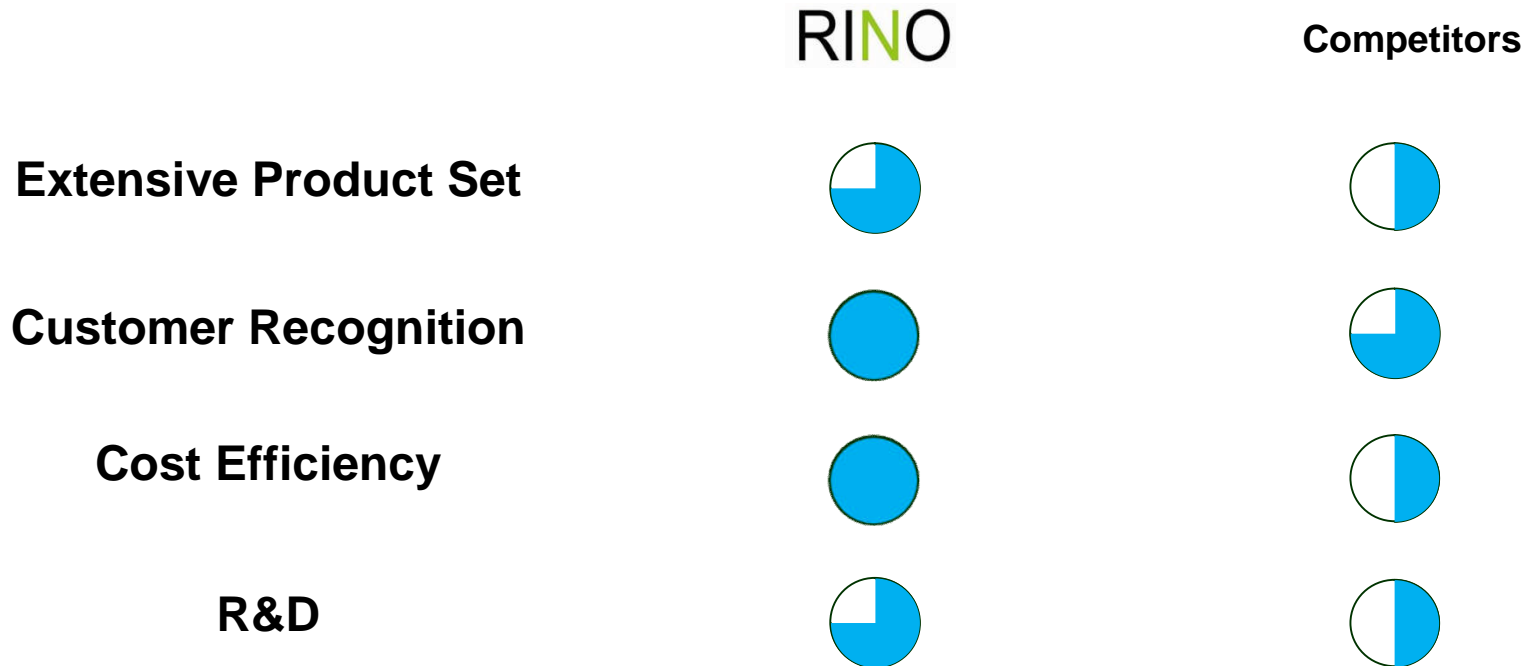 RINO
Competitors
Extensive Product Set
Customer Recognition
Cost Efficiency
R&D